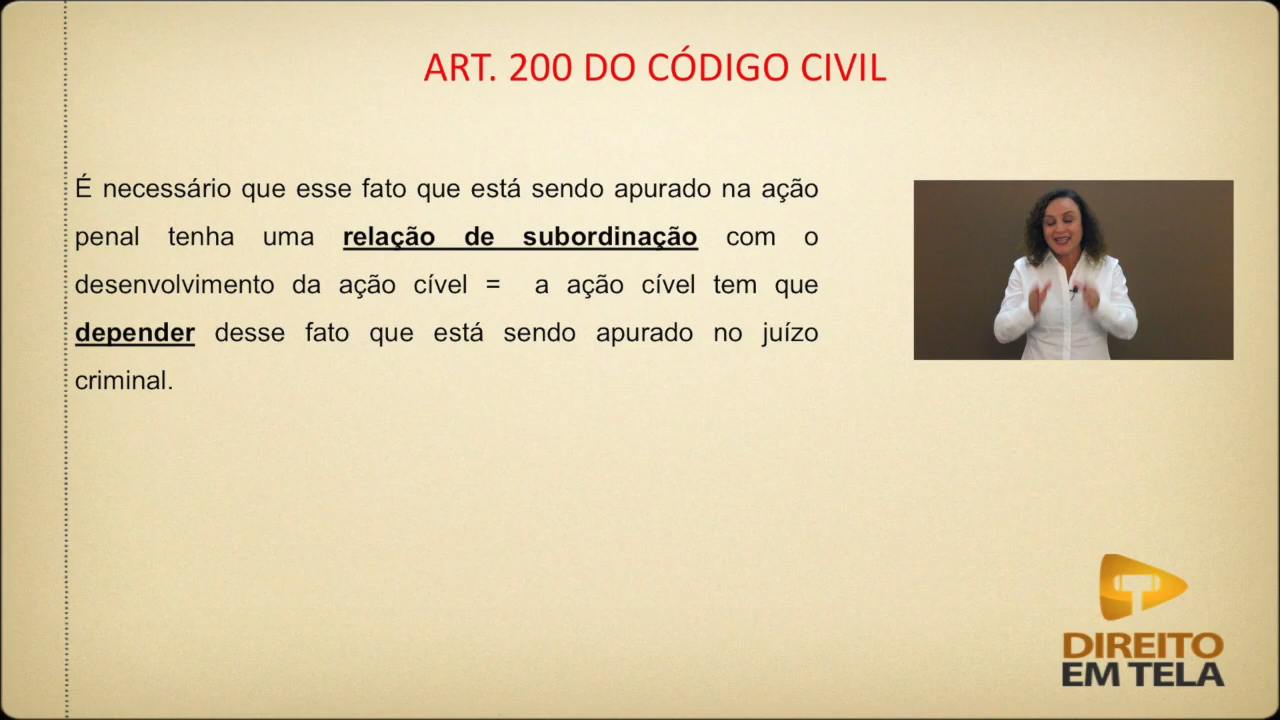 ART. 200 DO CÓDIGO CIVIL
É necessário que esse fato que está sendo apurado na ação
penal tenha uma relação de subordinação com o
desenvolvimento da ação cível = a ação cível tem que
depender desse fato que está sendo apurado no juízo
criminal.
DIREITO
EM TELA